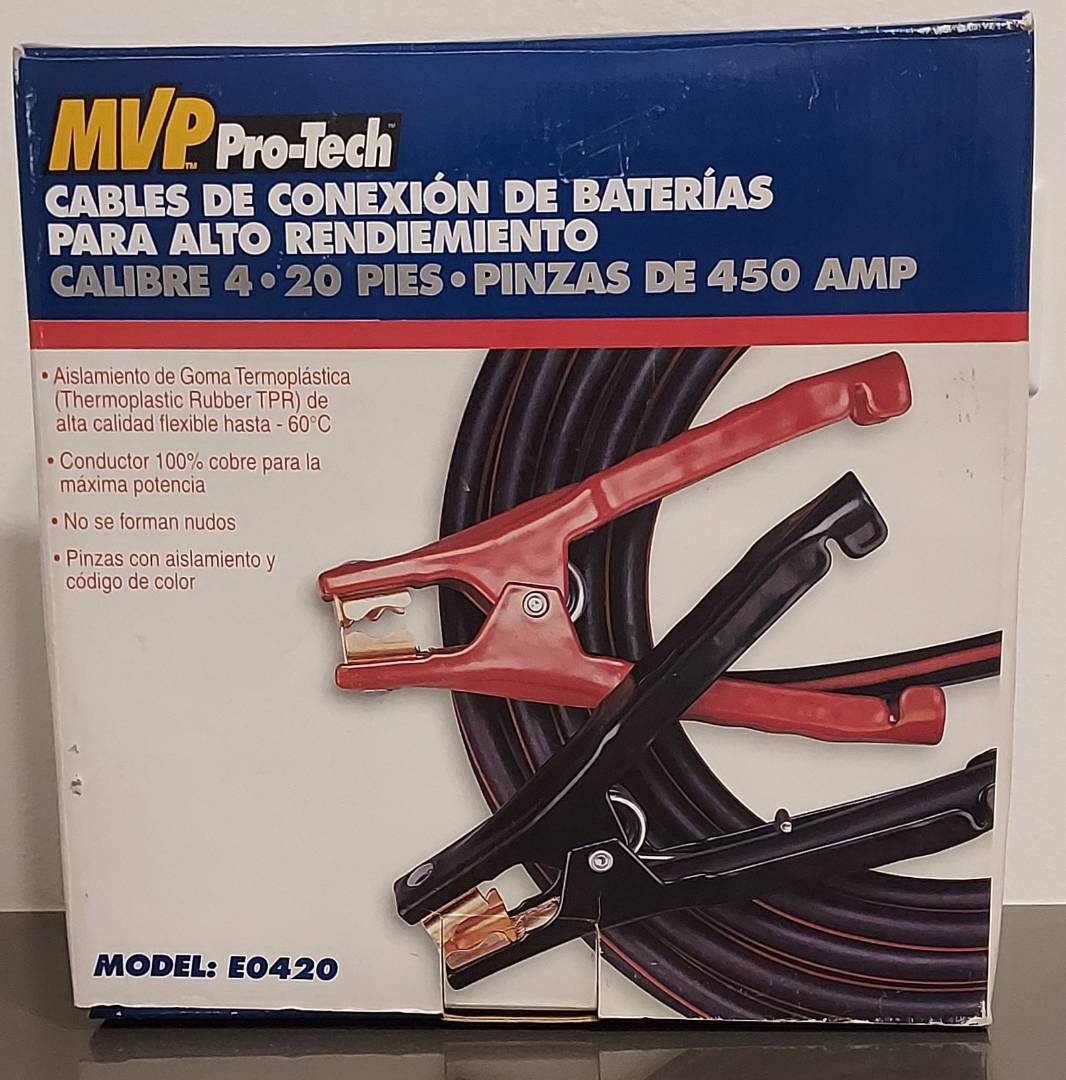 MVP™ Pro-Tech™
CABLES DE CONEXIÓN DE BATERÍAS
PARA ALTO RENDIEMIENTO
CALIBRE 4 • 20 PIES • PINZAS DE 450 AMP
• Aislamiento de Goma Termoplástica
(Thermoplastic Rubber TPR) de
alta calidad flexible hasta - 60°C
• Conductor 100% cobre para la
máxima potencia
• No se forman nudos
• Pinzas con aislamiento y
código de color
MODEL: E0420